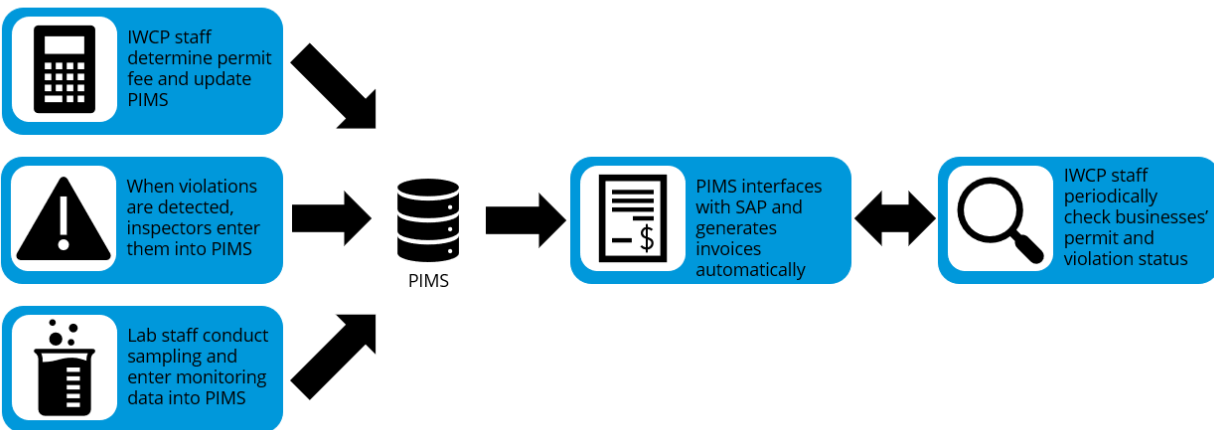 IWCP staff
determine permit
fee and update
PIMS
When violations
are detected,
inspectors enter
them into PIMS
Lab staff conduct
sampling and
enter monitoring
data into PIMS
PIMS
$
PIMS interfaces
with SAP and
generates
invoices
automatically
IWCP staff
periodically
check businesses’
permit and
violation status